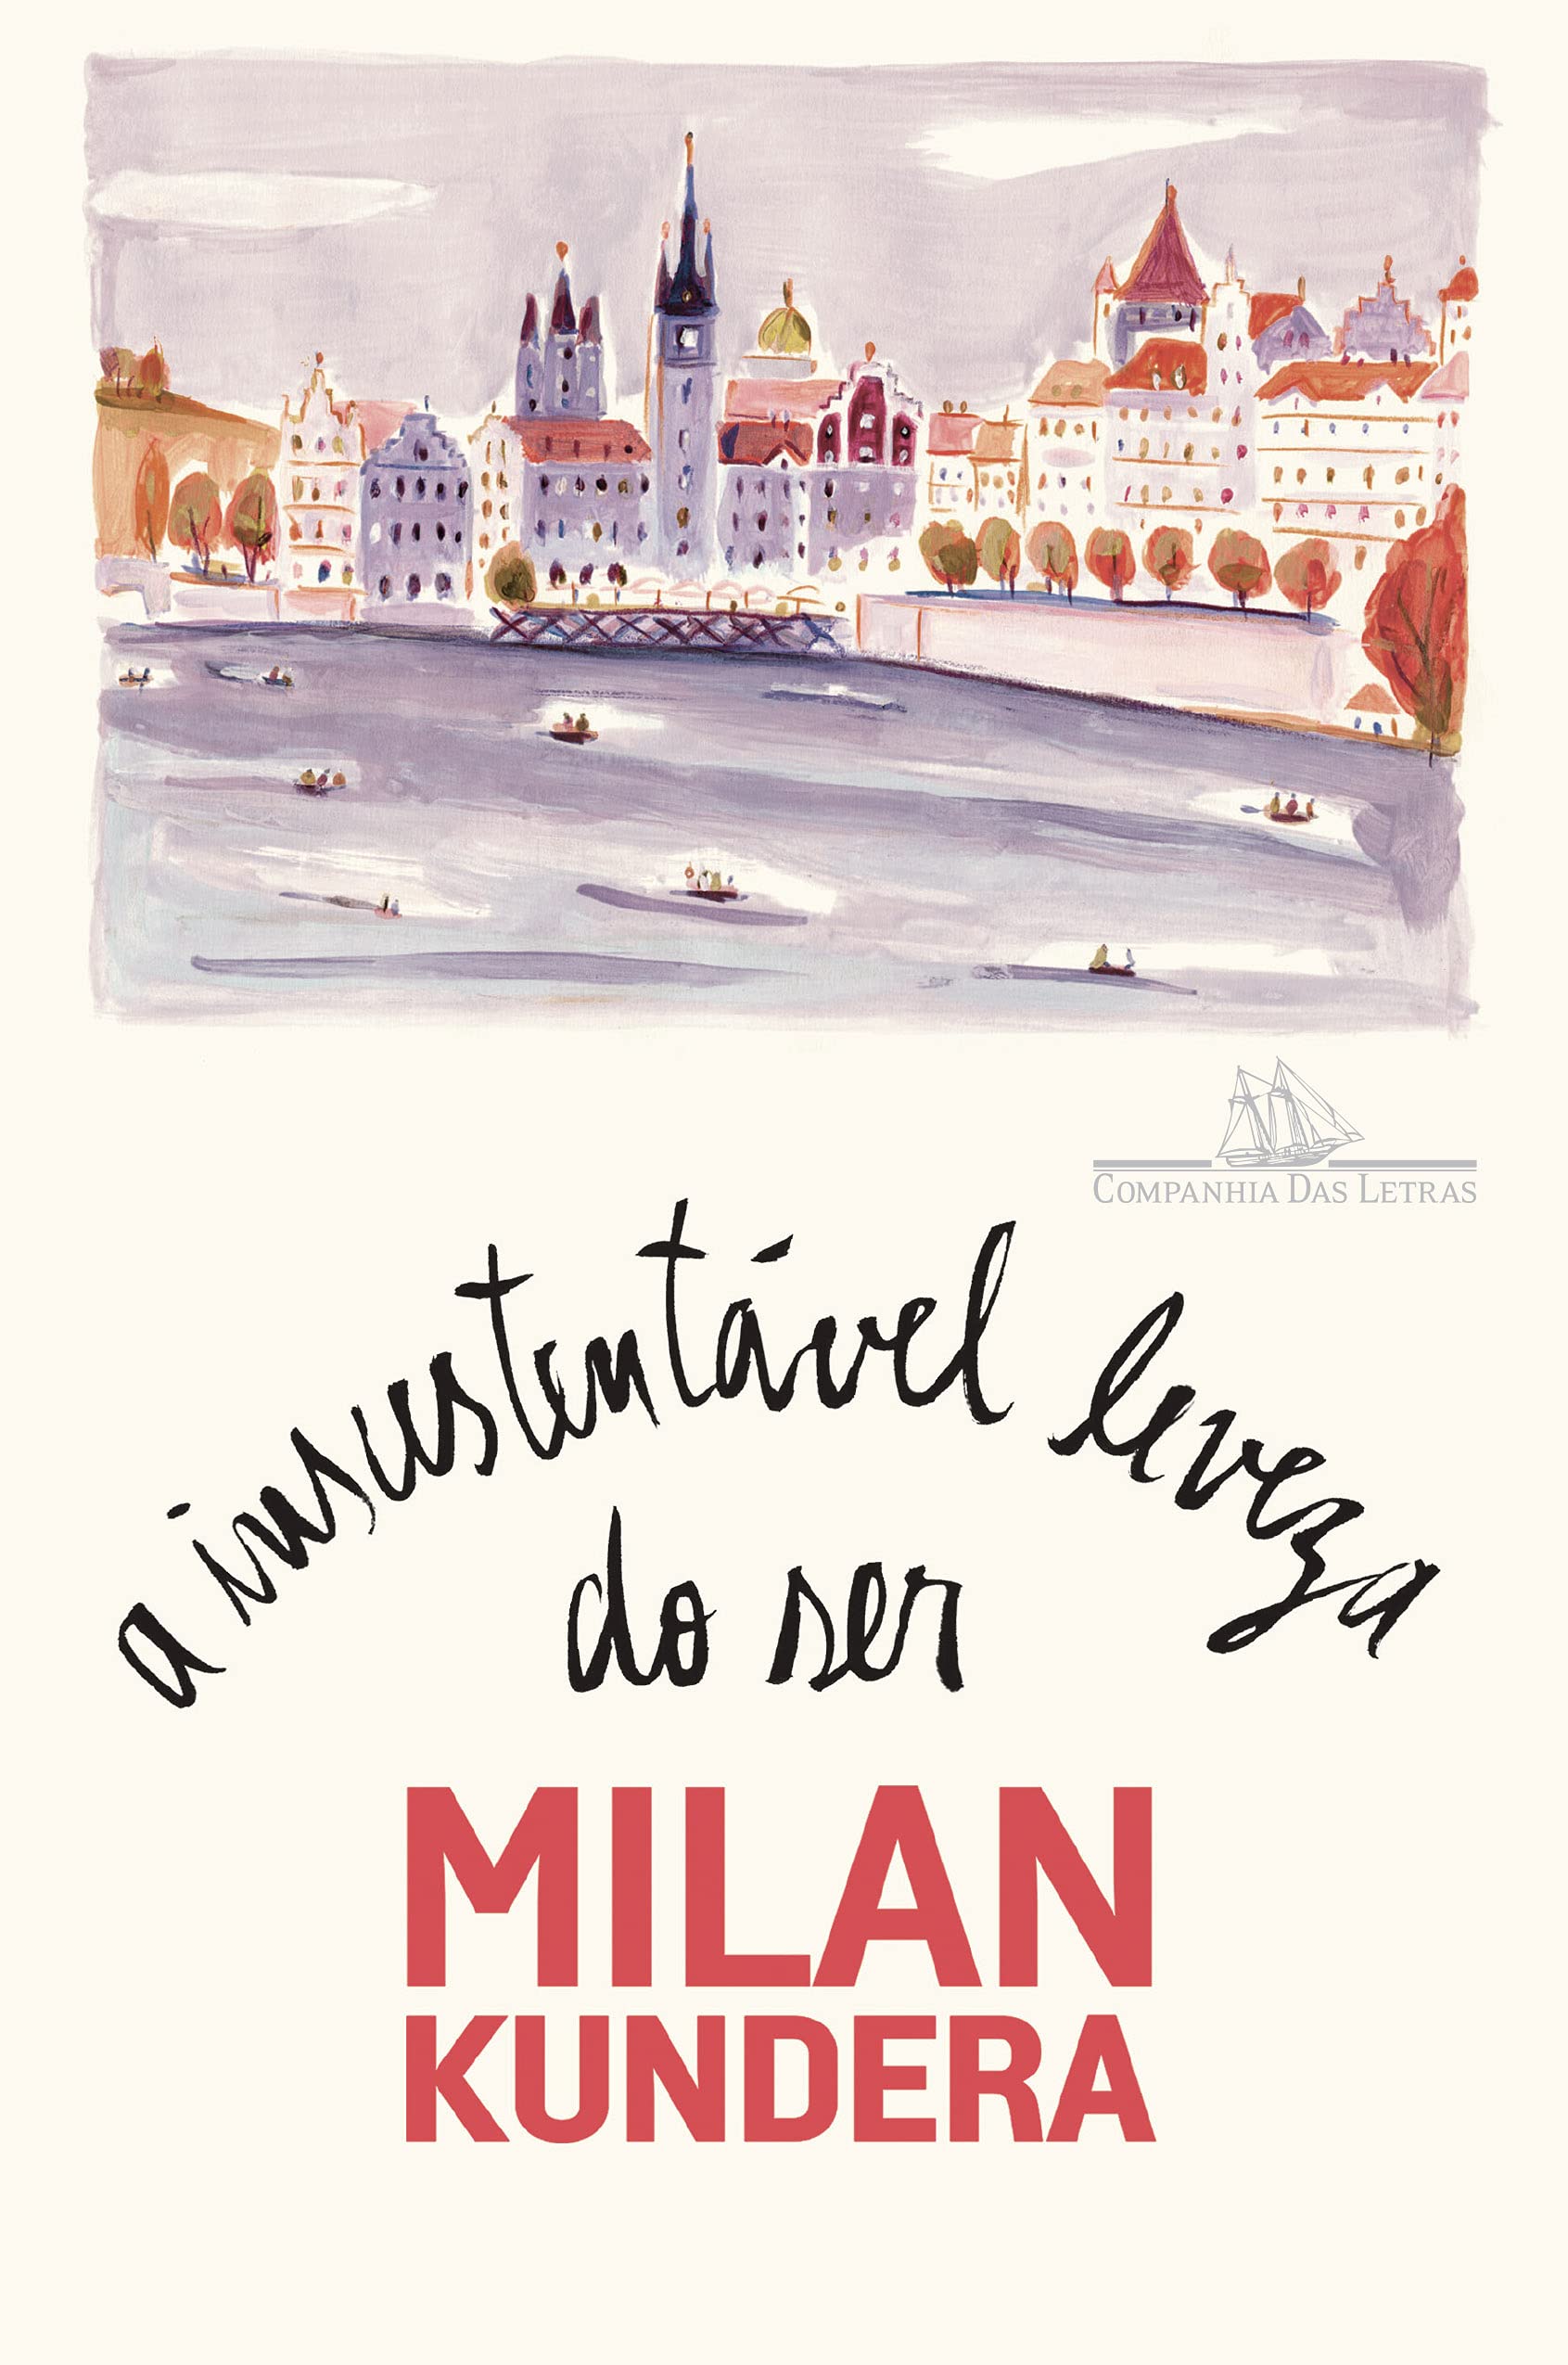 COMPANHIA DAS LETRAS
a insustentável leveza
do ser
MILAN
KUNDERA